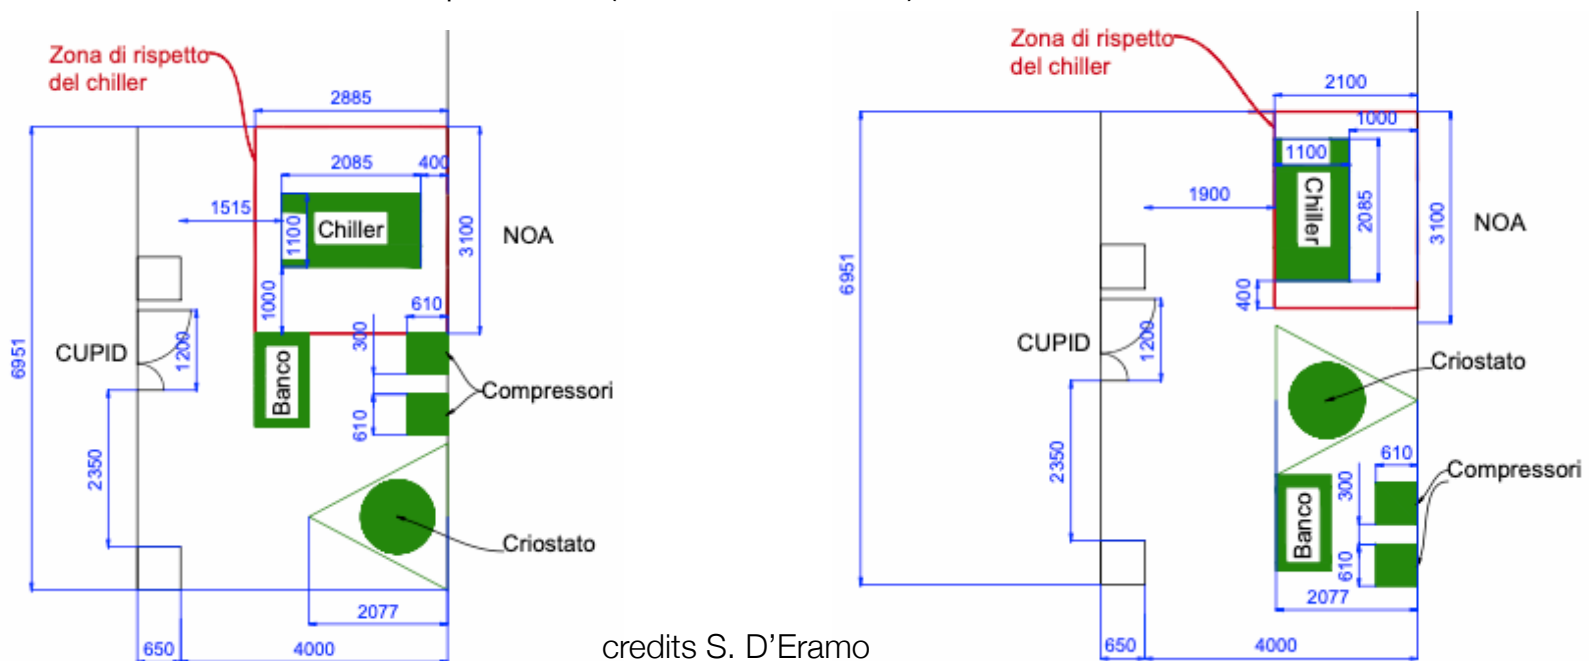 Zona di rispetto
del chiller
2885
2085
400
1515
1100
Chiller
3100
NOA
1000
610
6951
CUPID
1200
300
Banco
Compressori
610
2350
Criostato
2077
650
4000
credits S. D'Eramo
Zona di rispetto
del chiller
2100
1000
1100
1900
Chiller
2085
3100
NOA
6951
400
CUPID
1200
Criostato
2350
610
300
Compressori
Banco
610
2077
650
4000